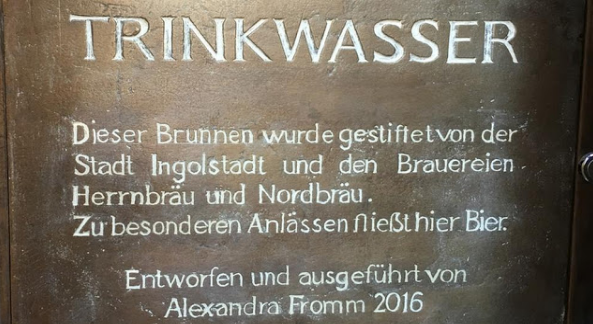 TRINKWASSER
Dieser Brunnen wurde gestiftet von der
Stadt Ingolstadt und den Brauereien
Herrnbräu und Nordbräu.
Zu besonderen Anlässen fließt hier Bier.
Entworfen und ausgeführt von
Alexandra Fromm 2016